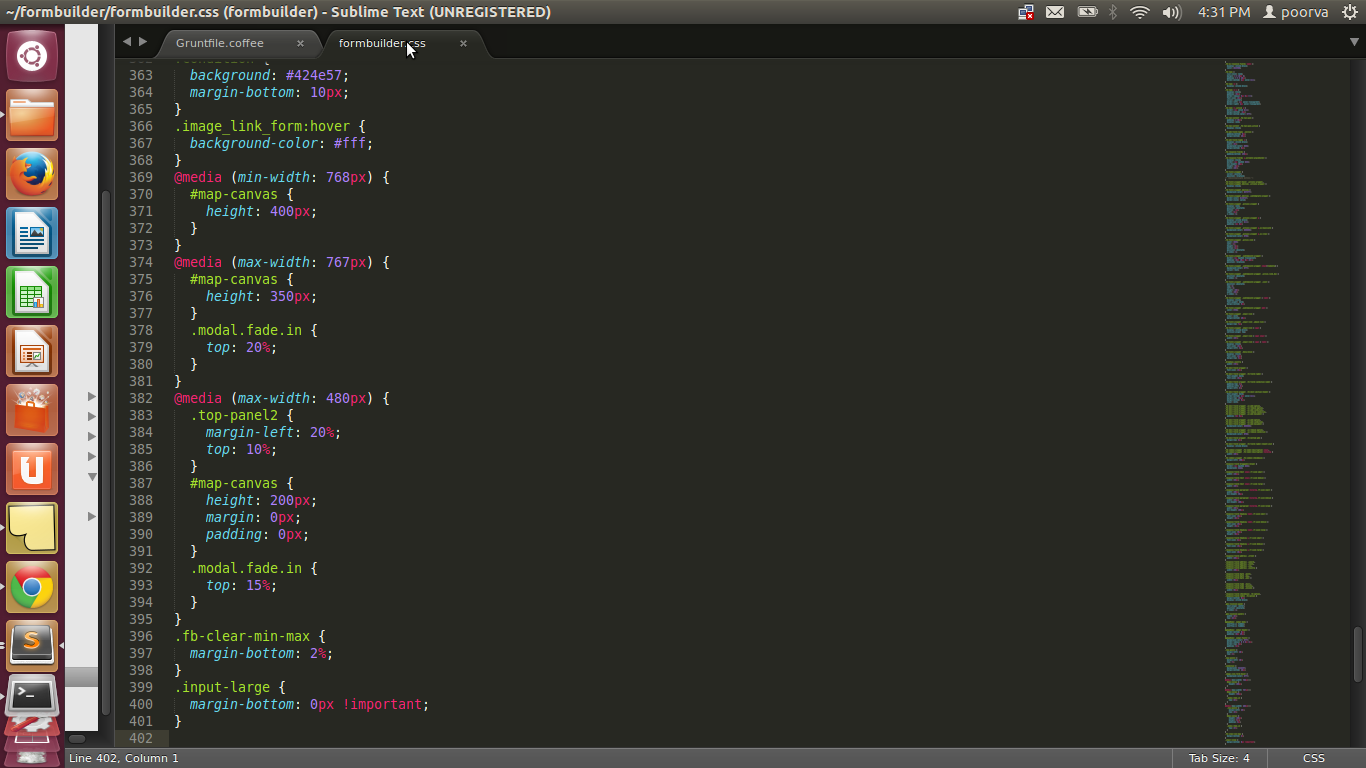 ~/formbuilder/formbuilder.css (formbuilder) - Sublime Text (UNREGISTERED)
4:31 PM poorva
Gruntfile.coffee × formbuilder.css ×
363 background: #424e57;
364 margin-bottom: 10px;
365 }
366 .image_link_form:hover {
367 background-color: #fff;
368 }
369 @media (min-width: 768px) {
370 #map-canvas {
371 height: 400px;
372 }
373 }
374 @media (max-width: 767px) {
375 #map-canvas {
376 height: 350px;
377 }
378 .modal.fade.in {
379 top: 20%;
380 }
381 }
382 @media (max-width: 480px) {
383 .top-panel2 {
384 margin-left: 20%;
385 top: 10%;
386 }
387 #map-canvas {
388 height: 200px;
389 margin: 0px;
390 padding: 0px;
391 }
392 .modal.fade.in {
393 top: 15%;
394 }
395 }
396 .fb-clear-min-max {
397 margin-bottom: 2%;
398 }
399 .input-large {
400 margin-bottom: 0px !important;
401 }
402
Line 402, Column 1 Tab Size: 4 CSS